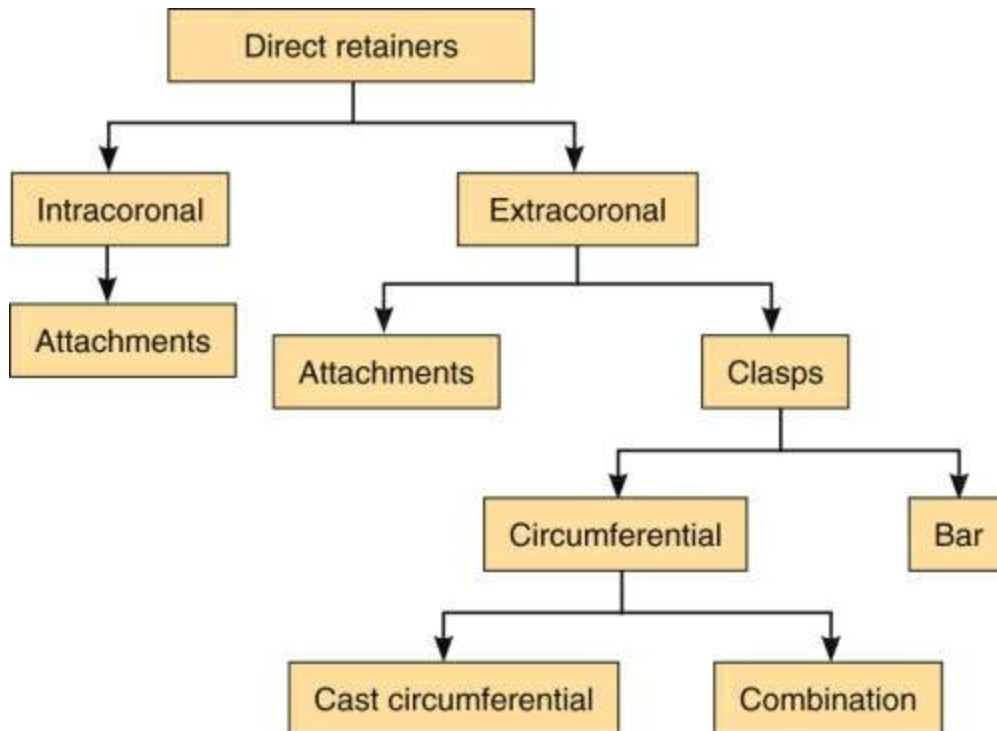 Direct retainers
Intracoronal
Extracoronal
Attachments
Attachments
Clasps
Circumferential
Bar
Cast circumferential
Combination